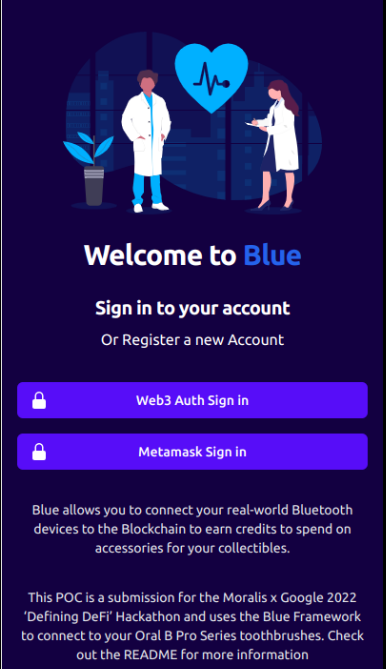 Welcome to Blue
Sign in to your account
Or Register a new Account
Web3 Auth Sign in
Metamask Sign in
Blue allows you to connect your real-world Bluetooth
devices to the Blockchain to earn credits to spend on
accessories for your collectibles.
This POC is a submission for the Moralis x Google 2022
‘Defining DeFi’ Hackathon and uses the Blue Framework
to connect to your Oral B Pro Series toothbrushes. Check
out the README for more information